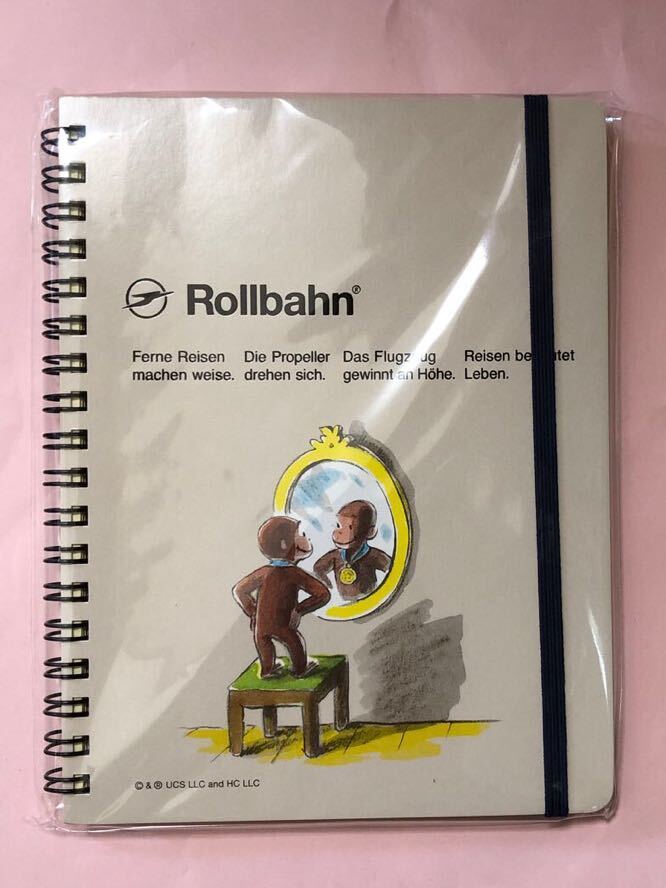 Rollbahn®
Ferne Reisen Die Propeller Das Flugzeug Reisen bedeutet
machen weise. drehen sich. gewinnt an Höhe. Leben.
© & ® UCS LLC and HC LLC